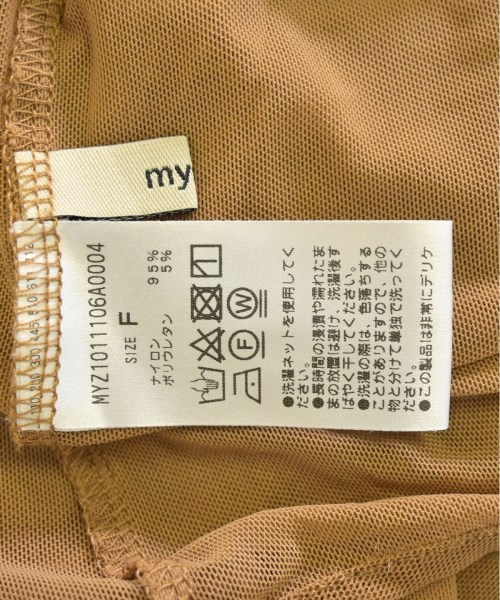 my
MYZ1011106A0004
SIZE F
ナイロン 95%
ポリウレタン 5%
●洗濯ネットを使用してく
ださい。
●長時間の浸漬や濡れたま
まの放置は避け、洗濯後す
ばやく干してください。
●洗濯の際は、色落ちする
ことがありますので、他の
物と分けて単独で洗ってく
ださい。
●この製品は非常にデリケ